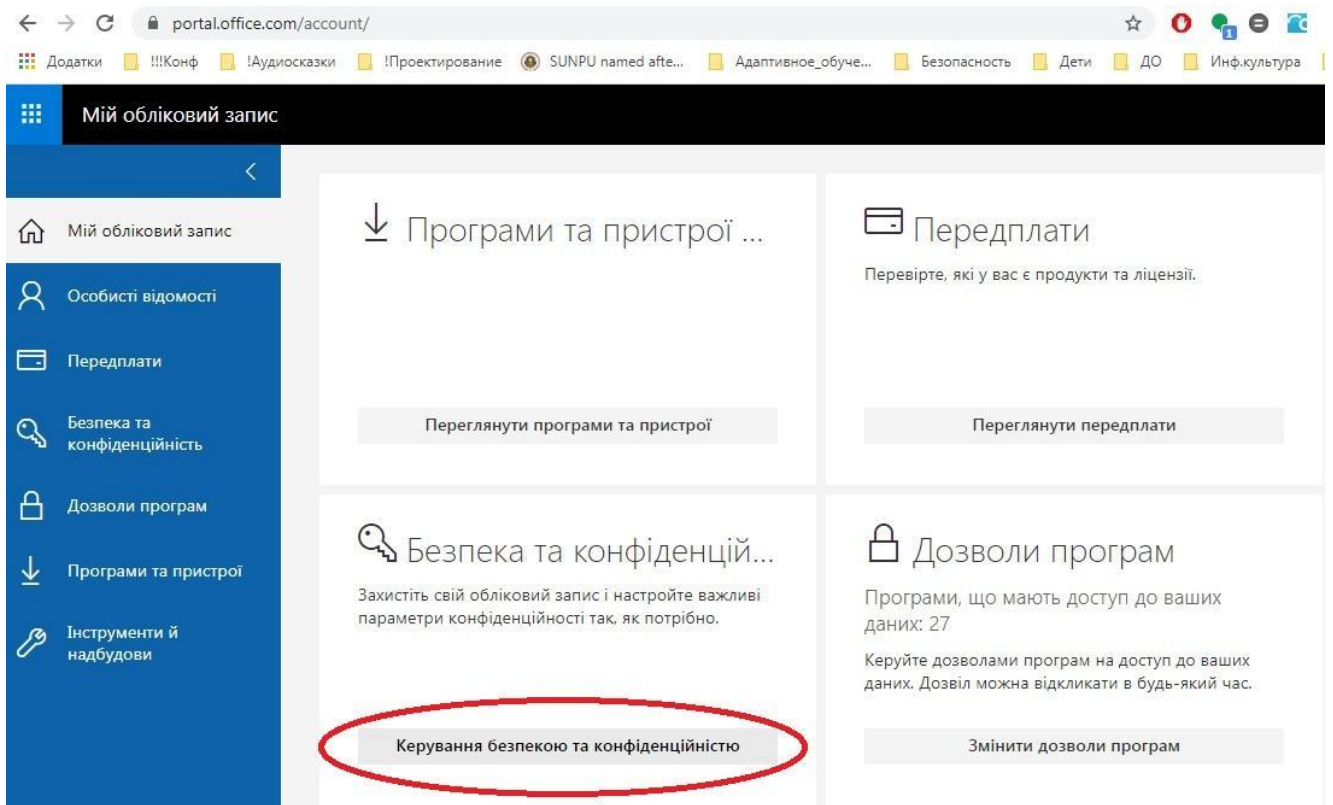 portal.office.com/account/
1
Додатки !!!Конф !Аудиосказки !Проектирование SUNPU named afte... Адаптивное_обуче... Безопасность Дети ДО Инф.культура
Мій обліковий запис
Мій обліковий запис
Особисті відомості
Передплати
Безпека та
конфіденційність
Дозволи програм
Програми та пристрої
Інструменти й
надбудови
Програми та пристрої ...
Переглянути програми та пристрої
Передплати
Перевірте, які у вас є продукти та ліцензії.
Переглянути передплати
Безпека та конфіденцій...
Захистіть свій обліковий запис і настройте важливі
параметри конфіденційності так, як потрібно.
Керування безпекою та конфіденційністю
Дозволи програм
Програми, що мають доступ до ваших
даних: 27
Керуйте дозволами програм на доступ до ваших
даних. Дозвіл можна відкликати в будь-який час.
Змінити дозволи програм